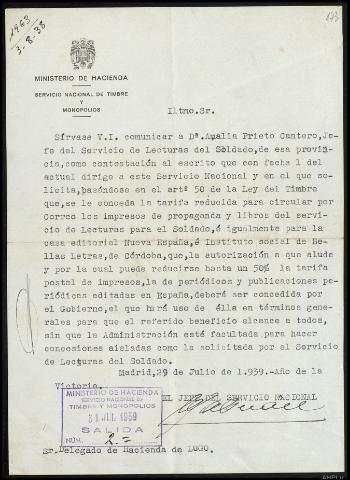 1963
3-8-39
173
MINISTERIO DE HACIENDA
SERVICIO NACIONAL DE TIMBRE
Y
MONOPOLIOS
Iltmo.Sr.
Sírvase V.I. comunicar a Dª.Amalia Prieto Cantero,Je-
fe del Servicio de Lecturas del Soldado,de esa provin-
cia,como contestación al escrito que con fecha 1 del
actual dirige a este Servicio Nacional y en el que so-
licita,basándose en el artº 50 de la Ley del Timbre
que,se le conceda la tarifa reducida para circular por
Correo los impresos de propaganda y libros del servi-
cio de Lecturas para el Soldado,é igualmente para la
casa editorial Nueva España,é Instituto social de Be-
llas Letras,de Córdoba,que,la autorización a que alude
y por la cual puede reducirse hasta un 50% la tarifa
postal de impresos,la de periódicos y publicaciones pe-
riódicas editadas en España,deberá ser concedida por
el Gobierno,el que hará uso de élla en términos gene-
rales para que el referido beneficio alcance a todos,
sin que la Administración esté facultada para hacer
concesiones aisladas como la solicitada por el Servicio
de Lecturas del Soldado.
Madrid,29 de Julio de 1.939.-Año de la
Victoria.
EL JEFE DEL SERVICIO NACIONAL
MINISTERIO DE HACIENDA
SERVICIO NACIONAL DE
TIMBRE Y MONOPOLIOS
31 JUL 1939
SALIDA
NÚM. 2.=
Sr.Delegado de Hacienda de LUGO.
AHPLu